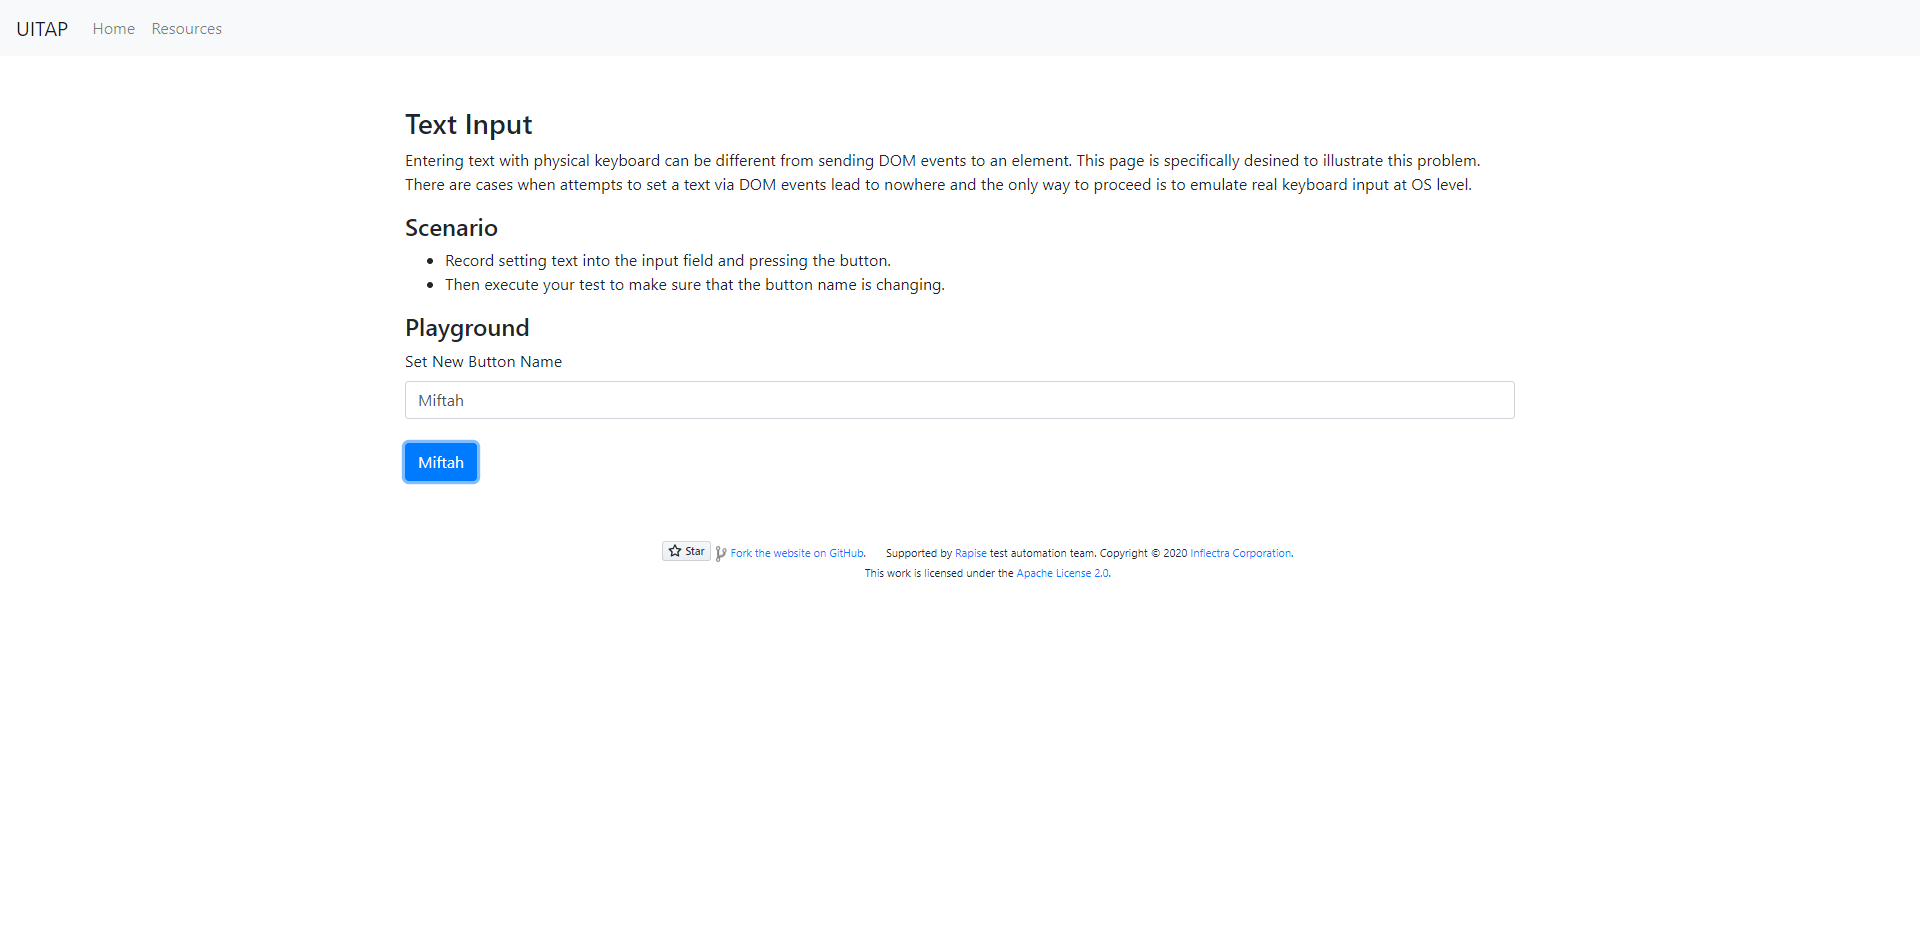 UITAP Home Resources
Text Input
Entering text with physical keyboard can be different from sending DOM events to an element. This page is specifically desined to illustrate this problem.
There are cases when attempts to set a text via DOM events lead to nowhere and the only way to proceed is to emulate real keyboard input at OS level.
Scenario
Record setting text into the input field and pressing the button.
Then execute your test to make sure that the button name is changing.
Playground
Set New Button Name
Miftah
Miftah
Star Fork the website on GitHub. Supported by Rapise test automation team. Copyright © 2020 Inflectra Corporation.
This work is licensed under the Apache License 2.0.